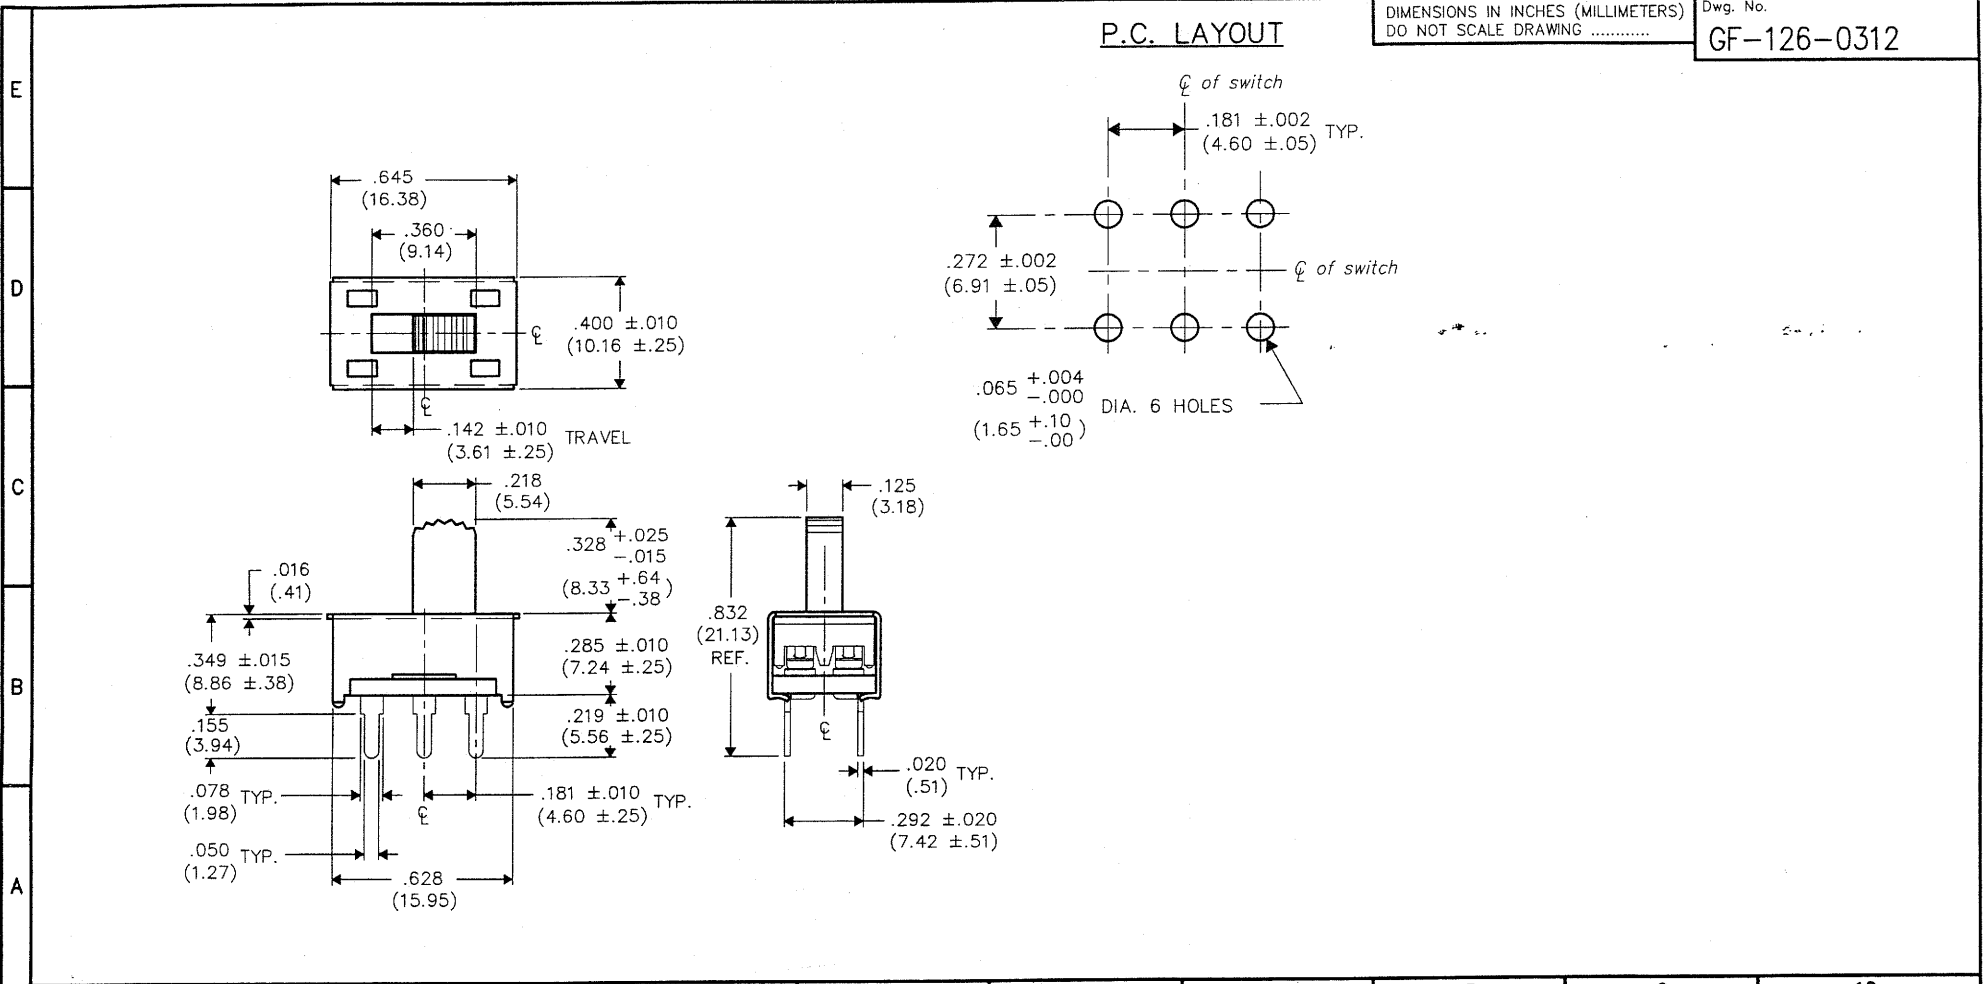 P.C. LAYOUT
DIMENSIONS IN INCHES (MILLIMETERS)
DO NOT SCALE DRAWING ............
Dwg. No.
GF-126-0312
E
D
C
B
A
℄ of switch
.181 ±.002 TYP.
(4.60 ±.05)
.272 ±.002
(6.91 ±.05)
℄ of switch
.065 +.004 -.000
(1.65 +.10 -.00)
DIA. 6 HOLES
.645
(16.38)
.360
(9.14)
℄
.400 ±.010
(10.16 ±.25)
℄
.142 ±.010 TRAVEL
(3.61 ±.25)
.218
(5.54)
.328 +.025 -.015
(8.33 +.64 -.38)
.016
(.41)
.349 ±.015
(8.86 ±.38)
.285 ±.010
(7.24 ±.25)
.155
(3.94)
.219 ±.010
(5.56 ±.25)
.078 TYP.
(1.98)
℄
.181 ±.010 TYP.
(4.60 ±.25)
.050 TYP.
(1.27)
.628
(15.95)
.125
(3.18)
.832
(21.13)
REF.
℄
.020 TYP.
(.51)
.292 ±.020
(7.42 ±.51)